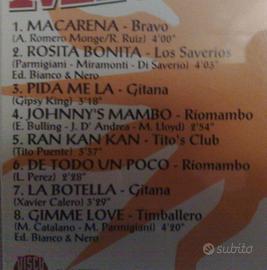 1. MACARENA - Bravo
(A. Romero Monge/R. Ruiz) 4'00"
2. ROSITA BONITA - Los Saverios
(Parmigiani - Miramonti - Di Saverio) 4'03"
Ed. Bianco & Nero
3. PIDA ME LA - Gitana
(Gipsy King) 3'18"
4. JOHNNY'S MAMBO - Riomambo
(E. Bulling - J. D' Andrea - M. Lloyd) 2'54"
5. RAN KAN KAN - Tito's Club
(Tito Puente) 3'37"
6. DE TODO UN POCO - Riomambo
(L. Perez) 2'28"
7. LA BOTELLA - Gitana
(Xavier Calero) 3'29"
8. GIMME LOVE - Timballero
(M. Catalano - M. Parmigiani) 4'20"
Ed. Bianco & Nero
DISCO
subito